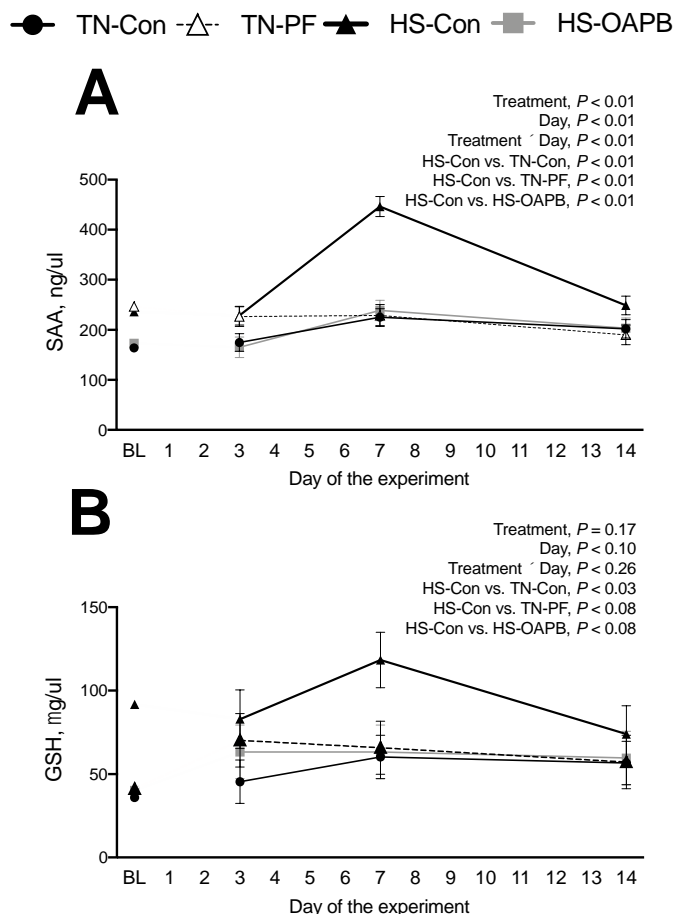 TN-Con TN-PF HS-Con HS-OAPB
A
Treatment, P < 0.01
Day, P < 0.01
Treatment ´ Day, P < 0.01
HS-Con vs. TN-Con, P < 0.01
HS-Con vs. TN-PF, P < 0.01
HS-Con vs. HS-OAPB, P < 0.01
SAA, ng/ul
500
400
300
200
100
0
BL 1 2 3 4 5 6 7 8 9 10 11 12 13 14
Day of the experiment
B
Treatment, P = 0.17
Day, P < 0.10
Treatment ´ Day, P < 0.26
HS-Con vs. TN-Con, P < 0.03
HS-Con vs. TN-PF, P < 0.08
HS-Con vs. HS-OAPB, P < 0.08
GSH, mg/ul
150
100
50
0
BL 1 2 3 4 5 6 7 8 9 10 11 12 13 14
Day of the experiment